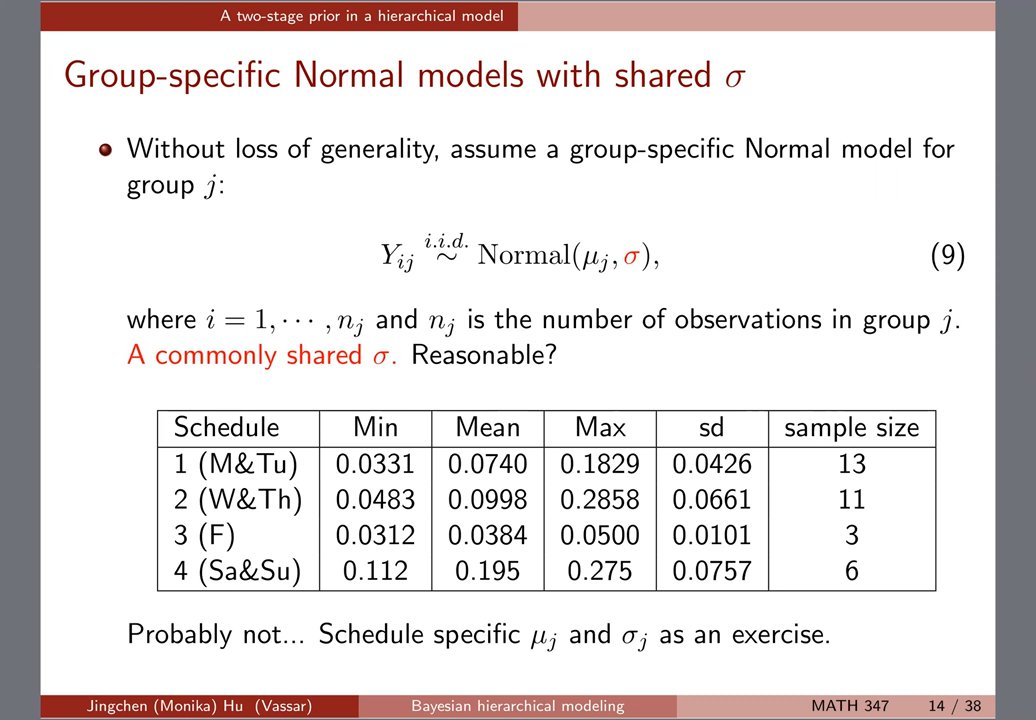 A two-stage prior in a hierarchical model
Group-specific Normal models with shared σ
Without loss of generality, assume a group-specific Normal model for
group j:
Y_ij i.i.d. ~ Normal(μ_j, σ), (9)
where i = 1, ⋯ , n_j and n_j is the number of observations in group j.
A commonly shared σ. Reasonable?
Schedule Min Mean Max sd sample size
1 (M&Tu) 0.0331 0.0740 0.1829 0.0426 13
2 (W&Th) 0.0483 0.0998 0.2858 0.0661 11
3 (F) 0.0312 0.0384 0.0500 0.0101 3
4 (Sa&Su) 0.112 0.195 0.275 0.0757 6
Probably not... Schedule specific μ_j and σ_j as an exercise.
Jingchen (Monika) Hu (Vassar) Bayesian hierarchical modeling MATH 347 14 / 38